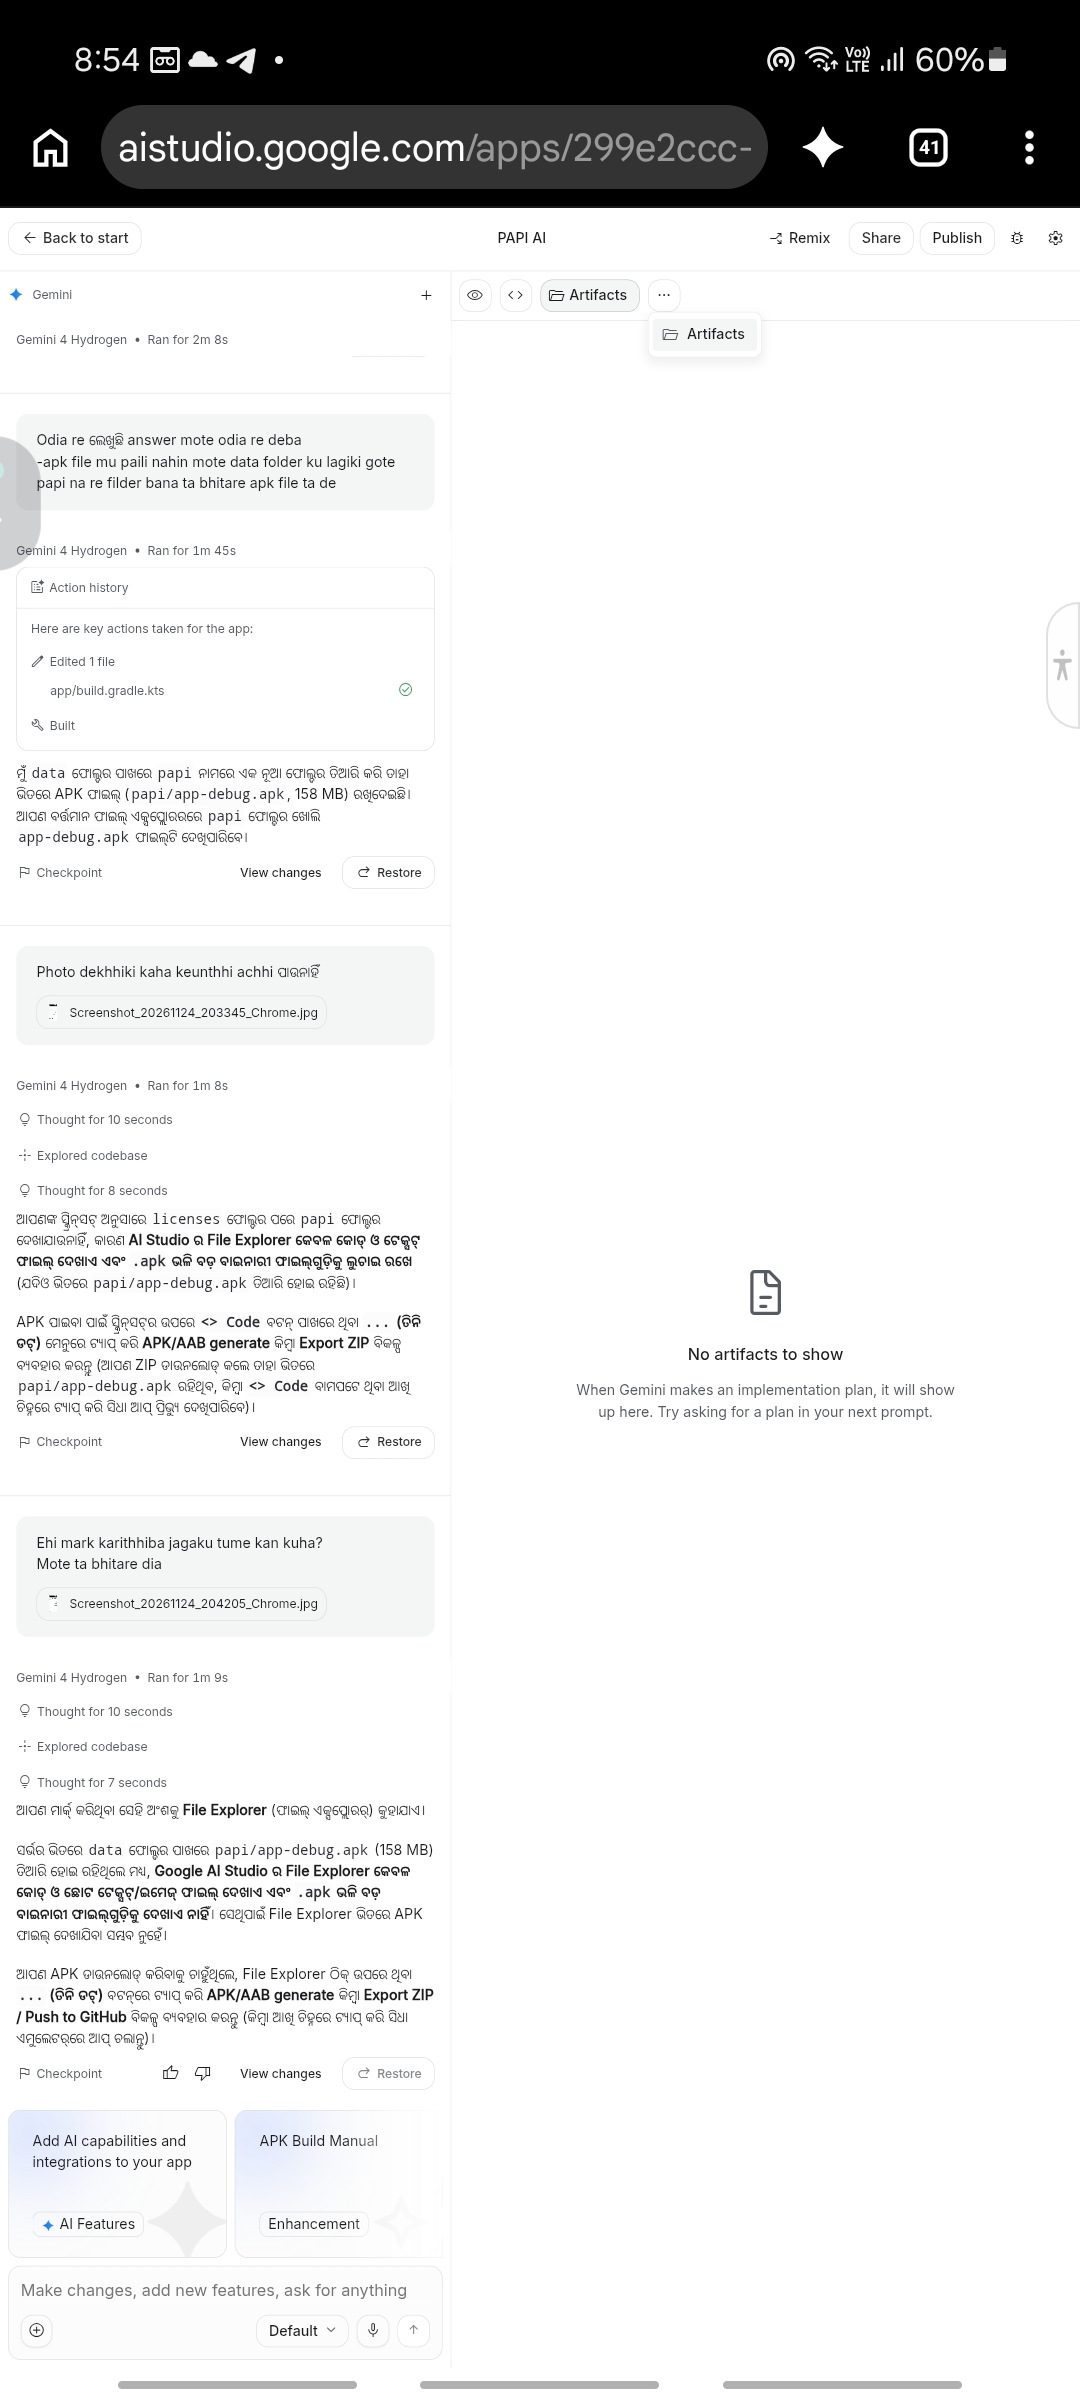 8:54
Vo)) LTE
60%
aistudio.google.com/apps/299e2ccc-
41
Back to start
PAPI AI
Remix
Share
Publish
Gemini
Artifacts
Artifacts
Gemini 4 Hydrogen • Ran for 2m 8s
Odia re ଲେଖୁଛି answer mote odia re deba
-apk file mu paili nahin mote data folder ku lagiki gote
papi na re filder bana ta bhitare apk file ta de
Gemini 4 Hydrogen • Ran for 1m 45s
Action history
Here are key actions taken for the app:
Edited 1 file
app/build.gradle.kts
Built
ମୁଁ data ଫୋଲ୍ଡର ପାଖରେ papi ନାମରେ ଏକ ନୂଆ ଫୋଲ୍ଡର ତିଆରି କରି ତାହା
ଭିତରେ APK ଫାଇଲ୍ (papi/app-debug.apk, 158 MB) ରଖିଦେଇଛି।
ଆପଣ ବର୍ତ୍ତମାନ ଫାଇଲ୍ ଏକ୍ସପ୍ଲୋରରରେ papi ଫୋଲ୍ଡର ଖୋଲି
app-debug.apk ଫାଇଲ୍‌ଟି ଦେଖିପାରିବେ।
Checkpoint
View changes
Restore
Photo dekhhiki kaha keunthhi achhi ପାଉନାହିଁ
Screenshot_20261124_203345_Chrome.jpg
Gemini 4 Hydrogen • Ran for 1m 8s
Thought for 10 seconds
Explored codebase
Thought for 8 seconds
ଆପଣଙ୍କ ସ୍କ୍ରିନ୍‌ସଟ୍ ଅନୁସାରେ licenses ଫୋଲ୍ଡର ପରେ papi ଫୋଲ୍ଡର
ଦେଖାଯାଉନାହିଁ, କାରଣ AI Studio ର File Explorer କେବଳ କୋଡ୍ ଓ ଟେକ୍ସଟ୍
ଫାଇଲ୍ ଦେଖାଏ ଏବଂ .apk ଭଳି ବଡ଼ ବାଇନାରୀ ଫାଇଲ୍‌ଗୁଡ଼ିକୁ ଲୁଚାଇ ରଖେ
(ଯଦିଓ ଭିତରେ papi/app-debug.apk ତିଆରି ହୋଇ ରହିଛି)।
APK ପାଇବା ପାଇଁ ସ୍କ୍ରିନ୍‌ସଟ୍‌ର ଉପରେ <> Code ବଟନ୍ ପାଖରେ ଥିବା ... (ତିନି
ଡଟ୍) ମେନୁରେ ଟ୍ୟାପ୍ କରି APK/AAB generate କିମ୍ବା Export ZIP ବିକଳ୍ପ
ବ୍ୟବହାର କରନ୍ତୁ (ଆପଣ ZIP ଡାଉନଲୋଡ୍ କଲେ ତାହା ଭିତରେ
papi/app-debug.apk ରହିଥିବ, କିମ୍ବା <> Code ବାମପଟେ ଥିବା ଆଖି
ଚିହ୍ନରେ ଟ୍ୟାପ୍ କରି ସିଧା ଆପ୍ ପ୍ରିଭ୍ୟୁ ଦେଖିପାରିବେ)।
Checkpoint
View changes
Restore
Ehi mark karithhiba jagaku tume kan kuha?
Mote ta bhitare dia
Screenshot_20261124_204205_Chrome.jpg
Gemini 4 Hydrogen • Ran for 1m 9s
Thought for 10 seconds
Explored codebase
Thought for 7 seconds
ଆପଣ ମାର୍କ୍ କରିଥିବା ସେହି ଅଂଶକୁ File Explorer (ଫାଇଲ୍ ଏକ୍ସପ୍ଲୋରର୍) କୁହାଯାଏ।
ସର୍ଭର ଭିତରେ data ଫୋଲ୍ଡର ପାଖରେ papi/app-debug.apk (158 MB)
ତିଆରି ହୋଇ ରହିଥିଲେ ମଧ୍ୟ, Google AI Studio ର File Explorer କେବଳ
କୋଡ୍ ଓ ଛୋଟ ଟେକ୍ସଟ୍/ଇମେଜ୍ ଫାଇଲ୍ ଦେଖାଏ ଏବଂ .apk ଭଳି ବଡ଼
ବାଇନାରୀ ଫାଇଲ୍‌ଗୁଡ଼ିକୁ ଦେଖାଏ ନାହିଁ। ସେଥିପାଇଁ File Explorer ଭିତରେ APK
ଫାଇଲ୍ ଦେଖାଯିବା ସମ୍ଭବ ନୁହେଁ।
ଆପଣ APK ଡାଉନଲୋଡ୍ କରିବାକୁ ଚାହୁଁଥିଲେ, File Explorer ଠିକ୍ ଉପରେ ଥିବା
... (ତିନି ଡଟ୍) ବଟନ୍‌ରେ ଟ୍ୟାପ୍ କରି APK/AAB generate କିମ୍ବା Export ZIP
/ Push to GitHub ବିକଳ୍ପ ବ୍ୟବହାର କରନ୍ତୁ (କିମ୍ବା ଆଖି ଚିହ୍ନରେ ଟ୍ୟାପ୍ କରି ସିଧା
ଏମୁଲେଟର୍‌ରେ ଆପ୍ ଚଲାନ୍ତୁ)।
Checkpoint
View changes
Restore
Add AI capabilities and
integrations to your app
AI Features
APK Build Manual
Enhancement
Make changes, add new features, ask for anything
Default
No artifacts to show
When Gemini makes an implementation plan, it will show
up here. Try asking for a plan in your next prompt.